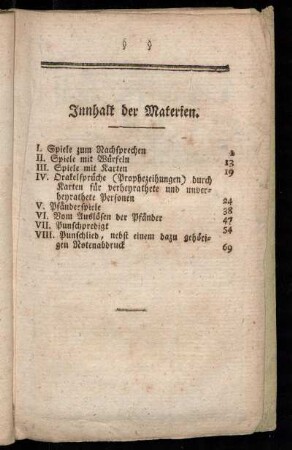 § §
Innhalt der Materien.
I. Spiele zum Nachsprechen 2
II. Spiele mit Würfeln 13
III. Spiele mit Karten 19
IV. Orakelsprüche (Prophezeihungen) durch
Karten für verheyrathete und unver-
heyrathete Personen 24
V. Pfänderspiele 38
VI. Vom Auslösen der Pfänder 47
VII. Punschpredigt 54
VIII. Punschlied, nebst einem dazu gehöri-
gen Notenabdruck 69